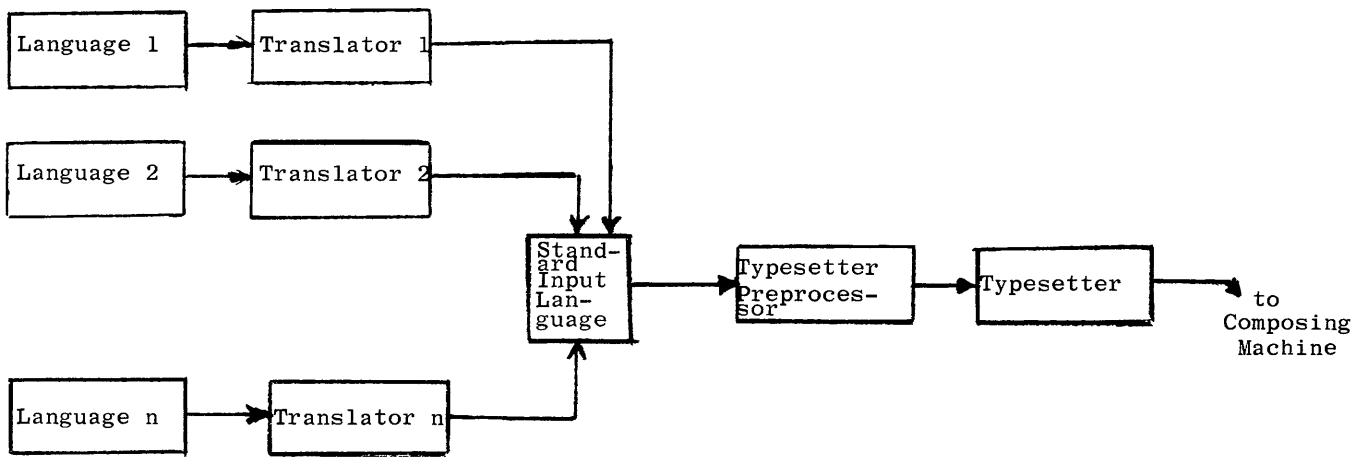 Language 1
Translator 1
Language 2
Translator 2
Stand-
ard
Input
Lan-
guage
Typesetter
Preproces-
sor
Typesetter
to
Composing
Machine
Language n
Translator n